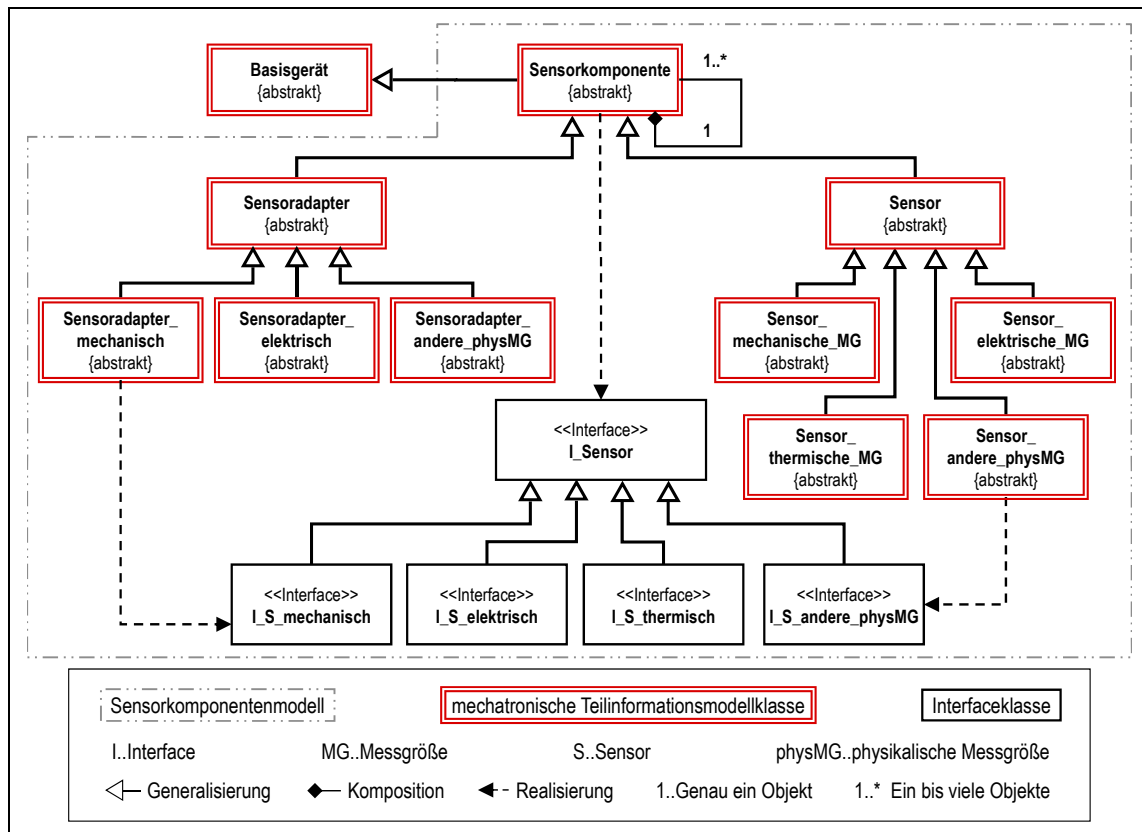 Basisgerät
{abstrakt}
Sensorkomponente
{abstrakt}
1..*
1
Sensoradapter
{abstrakt}
Sensor
{abstrakt}
Sensoradapter_
mechanisch
{abstrakt}
Sensoradapter_
elektrisch
{abstrakt}
Sensoradapter_
andere_physMG
{abstrakt}
Sensor_
mechanische_MG
{abstrakt}
Sensor_
elektrische_MG
{abstrakt}
<<Interface>>
I_Sensor
Sensor_
thermische_MG
{abstrakt}
Sensor_
andere_physMG
{abstrakt}
<<Interface>>
I_S_mechanisch
<<Interface>>
I_S_elektrisch
<<Interface>>
I_S_thermisch
<<Interface>>
I_S_andere_physMG
Sensorkomponentenmodell
mechatronische Teilinformationsmodellklasse
Interfaceklasse
I..Interface
MG..Messgröße
S..Sensor
physMG..physikalische Messgröße
Generalisierung
Komposition
Realisierung
1..Genau ein Objekt
1..* Ein bis viele Objekte